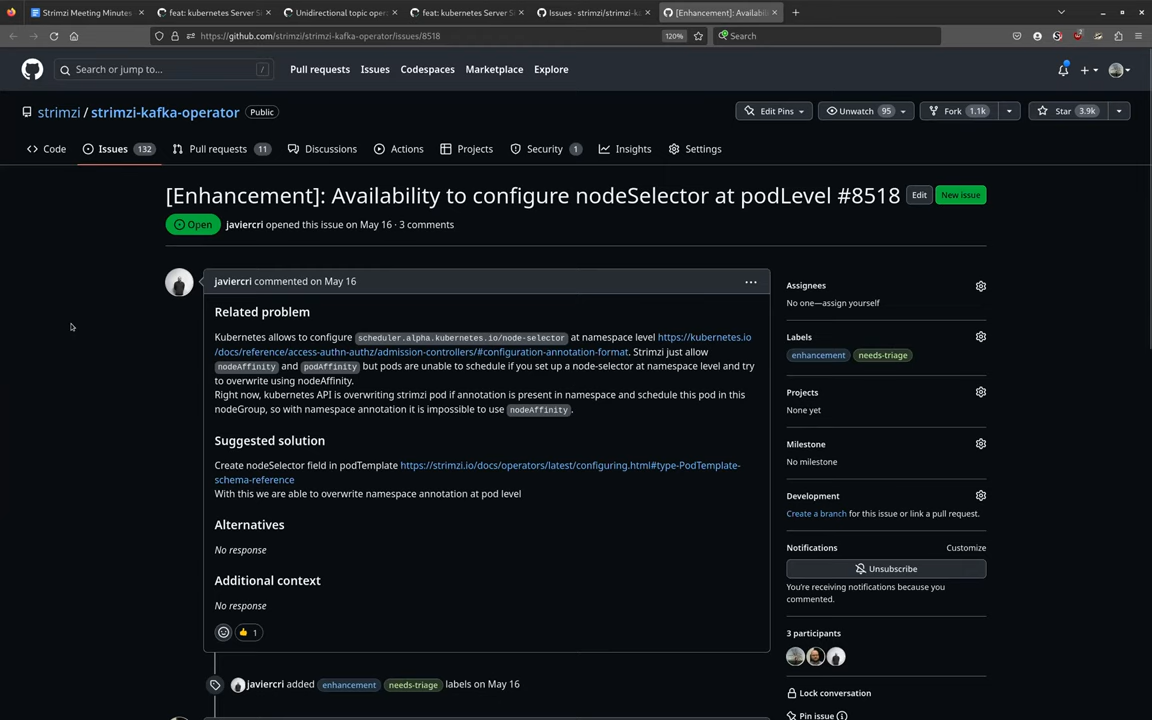 Strimzi Meeting Minutes
feat: kubernetes Server Si
Unidirectional topic oper
feat: kubernetes Server S
Issues · strimzi/strimzi-k
[Enhancement]: Availabili
https://github.com/strimzi/strimzi-kafka-operator/issues/8518
120%
Search
Search or jump to...
/
Pull requests
Issues
Codespaces
Marketplace
Explore
strimzi / strimzi-kafka-operator
Public
Edit Pins
Unwatch 95
Fork 1.1k
Star 3.9k
Code
Issues 132
Pull requests 11
Discussions
Actions
Projects
Security 1
Insights
Settings
[Enhancement]: Availability to configure nodeSelector at podLevel #8518
Edit
New issue
Open
javiercri opened this issue on May 16 · 3 comments
javiercri commented on May 16
Related problem
Kubernetes allows to configure scheduler.alpha.kubernetes.io/node-selector at namespace level https://kubernetes.io
/docs/reference/access-authn-authz/admission-controllers/#configuration-annotation-format. Strimzi just allow
nodeAffinity and podAffinity but pods are unable to schedule if you set up a node-selector at namespace level and try
to overwrite using nodeAffinity.
Right now, kubernetes API is overwriting strimzi pod if annotation is present in namespace and schedule this pod in this
nodeGroup, so with namespace annotation it is impossible to use nodeAffinity.
Suggested solution
Create nodeSelector field in podTemplate https://strimzi.io/docs/operators/latest/configuring.html#type-PodTemplate-
schema-reference
With this we are able to overwrite namespace annotation at pod level
Alternatives
No response
Additional context
No response
1
javiercri added enhancement needs-triage labels on May 16
Assignees
No one—assign yourself
Labels
enhancement needs-triage
Projects
None yet
Milestone
No milestone
Development
Create a branch for this issue or link a pull request.
Notifications
Customize
Unsubscribe
You're receiving notifications because you
commented.
3 participants
Lock conversation
Pin issue